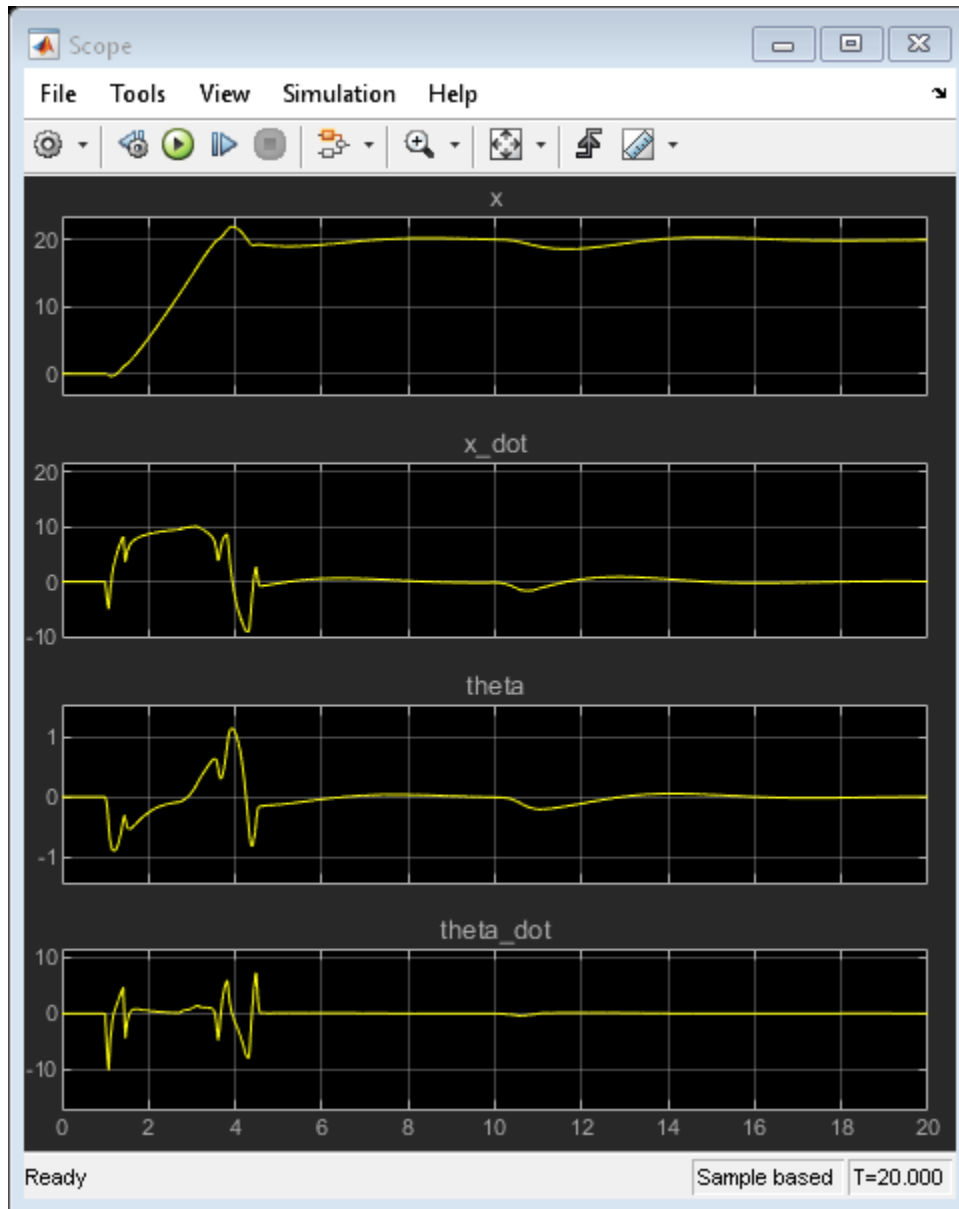 Scope
File Tools View Simulation Help
x
20
10
0
x_dot
20
10
0
-10
theta
1
0
-1
theta_dot
10
0
-10
0 2 4 6 8 10 12 14 16 18 20
Ready Sample based T=20.000